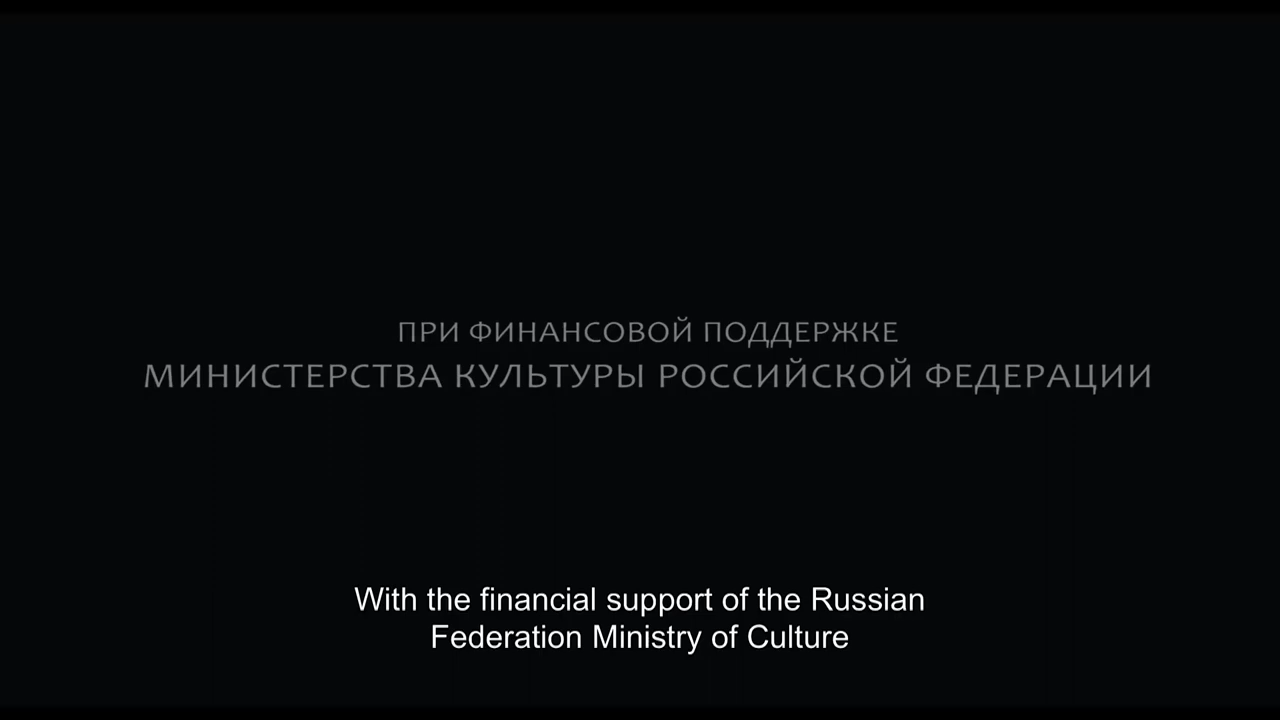 ПРИ ФИНАНСОВОЙ ПОДДЕРЖКЕ
МИНИСТЕРСТВА КУЛЬТУРЫ РОССИЙСКОЙ ФЕДЕРАЦИИ
With the financial support of the Russian
Federation Ministry of Culture